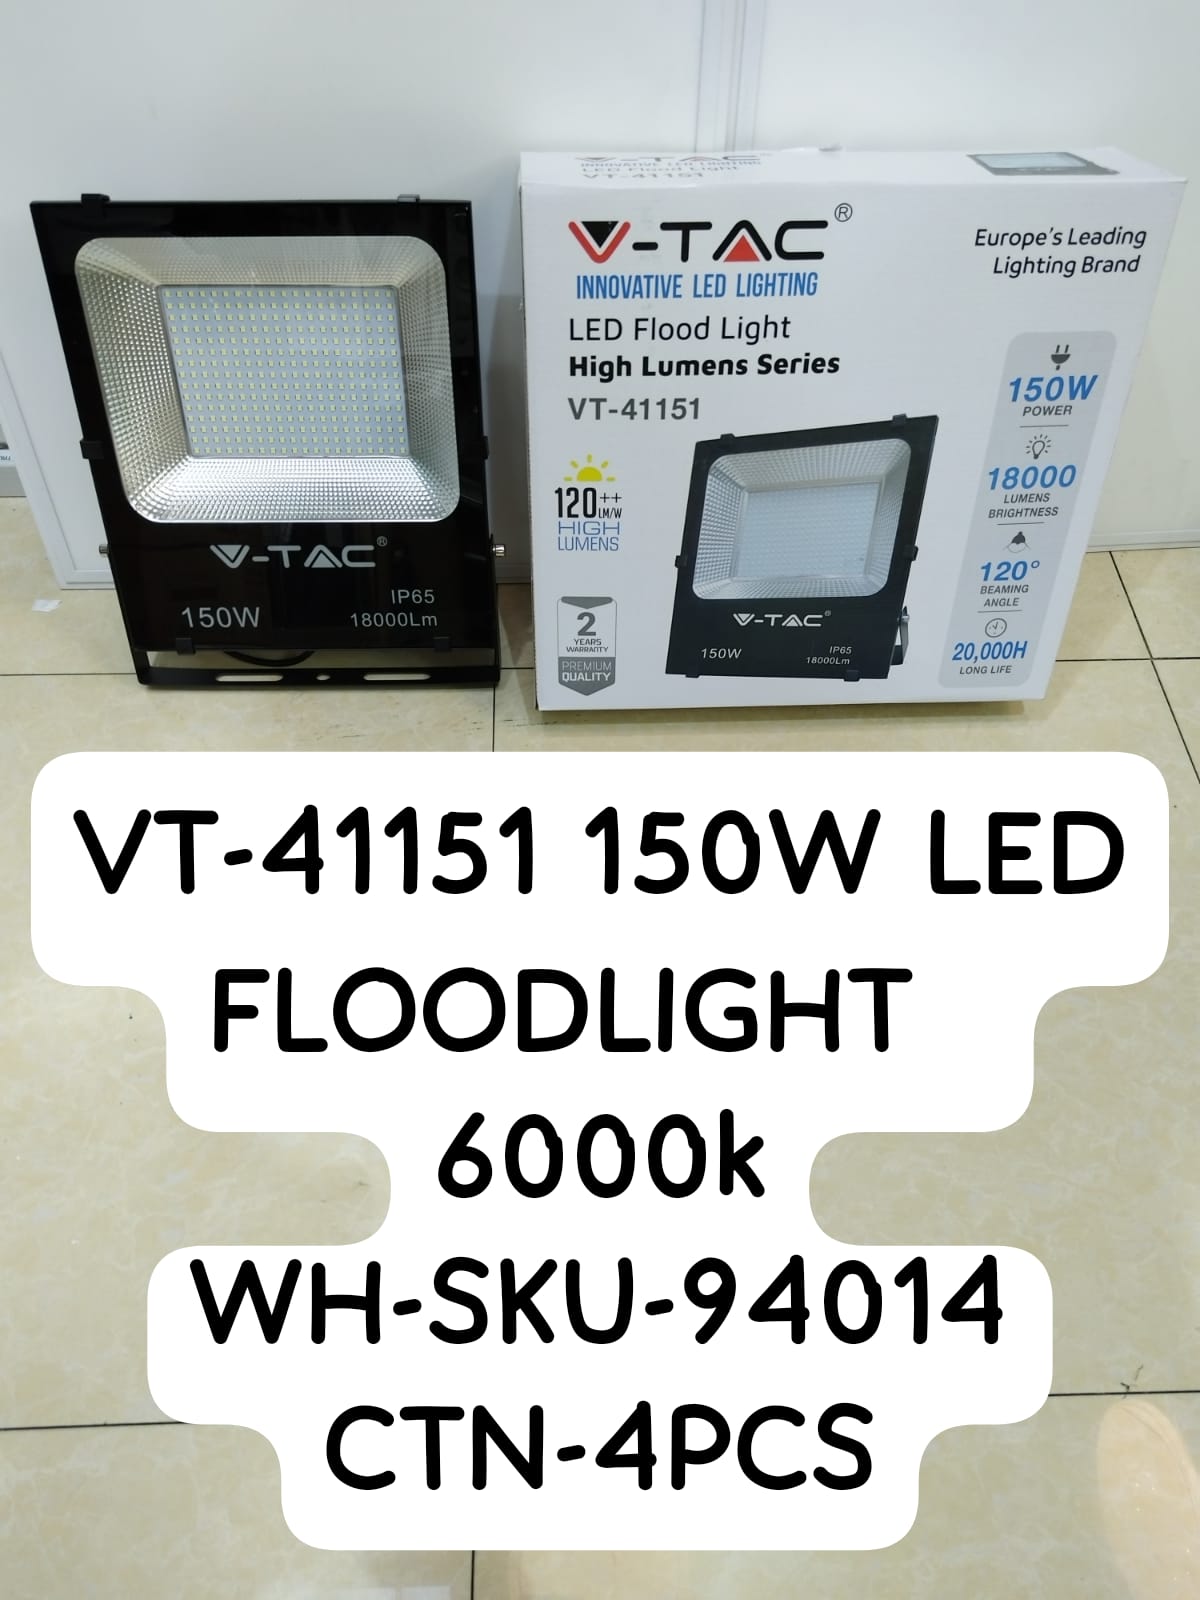 V-TAC
INNOVATIVE LED LIGHTING
LED Flood Light
VT-41151
V-TAC®
INNOVATIVE LED LIGHTING
Europe's Leading
Lighting Brand
LED Flood Light
High Lumens Series
VT-41151
150W
POWER
18000
LUMENS
BRIGHTNESS
120°
BEAMING
ANGLE
20,000H
LONG LIFE
120++
LM/W
HIGH
LUMENS
2
YEARS
WARRANTY
PREMIUM
QUALITY
V-TAC®
150W
IP65
18000Lm
V-TAC®
150W
IP65
18000Lm
VT-41151 150W LED
FLOODLIGHT
6000k
WH-SKU-94014
CTN-4PCS